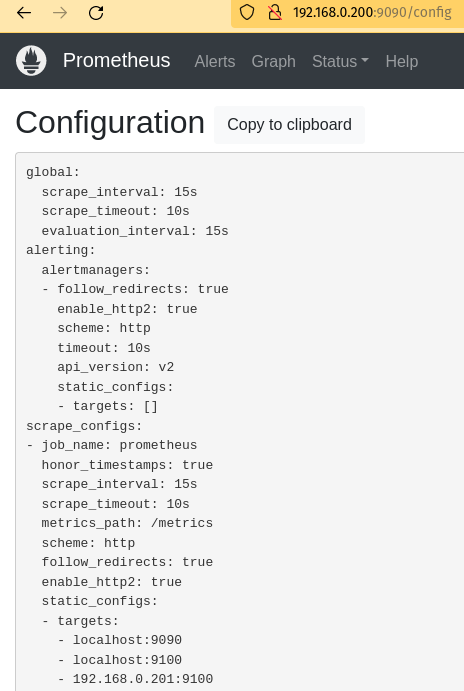 192.168.0.200:9090/config
Prometheus Alerts Graph Status Help
Configuration Copy to clipboard
global:
  scrape_interval: 15s
  scrape_timeout: 10s
  evaluation_interval: 15s
alerting:
  alertmanagers:
  - follow_redirects: true
    enable_http2: true
    scheme: http
    timeout: 10s
    api_version: v2
    static_configs:
    - targets: []
scrape_configs:
- job_name: prometheus
  honor_timestamps: true
  scrape_interval: 15s
  scrape_timeout: 10s
  metrics_path: /metrics
  scheme: http
  follow_redirects: true
  enable_http2: true
  static_configs:
  - targets:
    - localhost:9090
    - localhost:9100
    - 192.168.0.201:9100